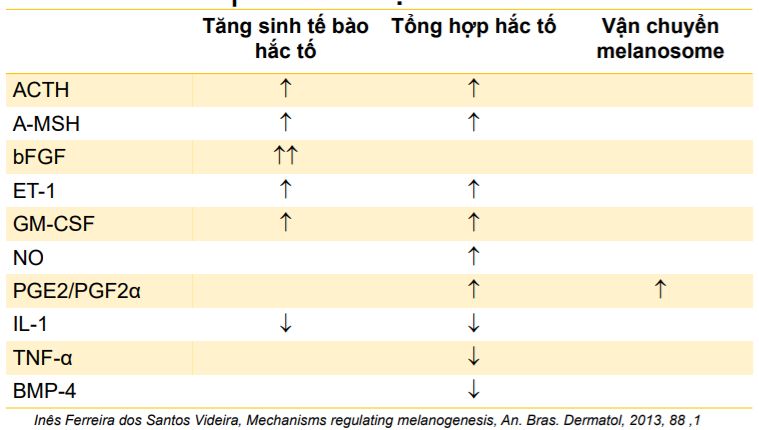 Tăng sinh tế bào hắc tố Tổng hợp hắc tố Vận chuyển melanosome
ACTH ↑ ↑
A-MSH ↑ ↑
bFGF ↑↑
ET-1 ↑ ↑
GM-CSF ↑ ↑
NO ↑
PGE2/PGF2α ↑ ↑
IL-1 ↓ ↓
TNF-α ↓
BMP-4 ↓
Inês Ferreira dos Santos Videira, Mechanisms regulating melanogenesis, An. Bras. Dermatol, 2013, 88 ,1